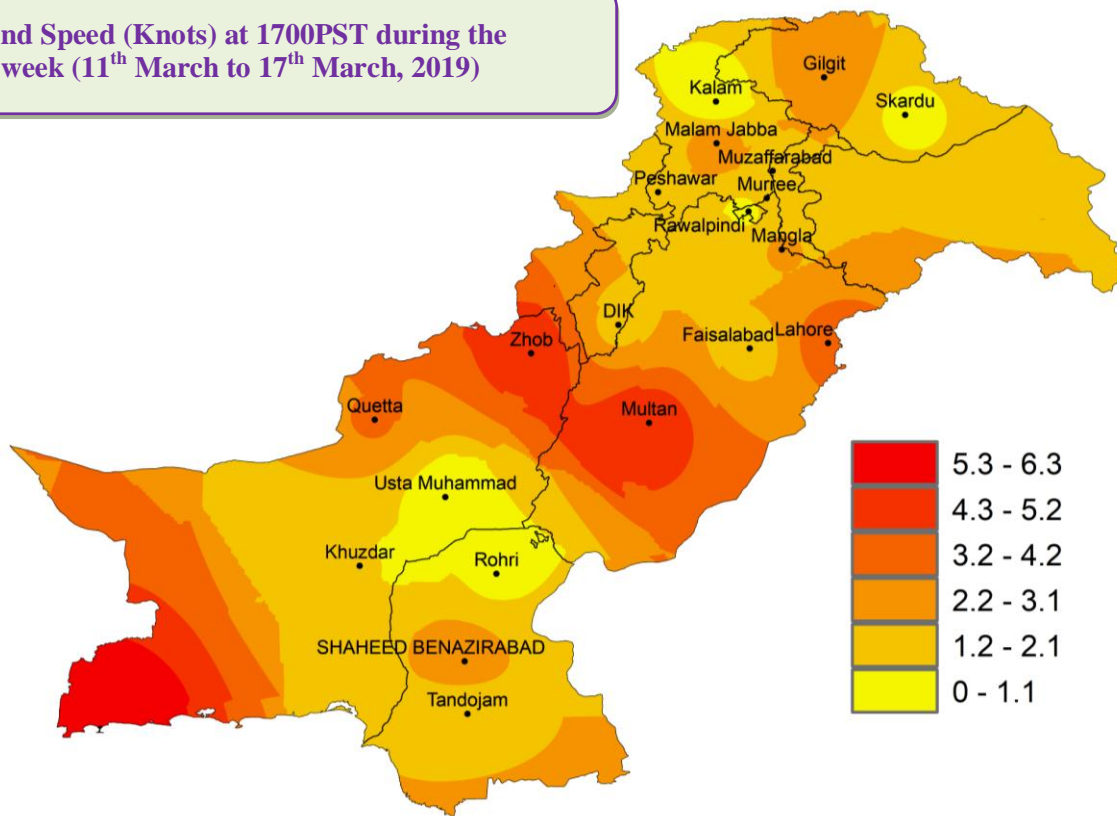 nd Speed (Knots) at 1700PST during the
week (11th March to 17th March, 2019)
Gilgit
Kalam
Skardu
Malam Jabba
Muzaffarabad
Peshawar
Murree
Rawalpindi
Mangla
DIK
Faisalabad
Lahore
Zhob
Quetta
Multan
Usta Muhammad
Khuzdar
Rohri
SHAHEED BENAZIRABAD
Tandojam
5.3 - 6.3
4.3 - 5.2
3.2 - 4.2
2.2 - 3.1
1.2 - 2.1
0 - 1.1